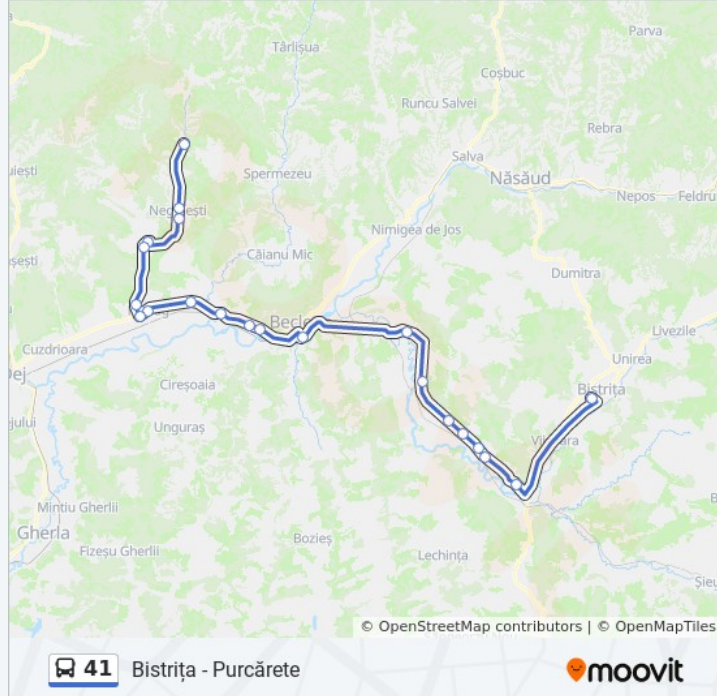 Parva
Târlișua
Coșbuc
Runcu Salvei
Rebra
uiești
Salva
Spermezeu
Năsăud
Nepos
Feldru
Nimigea de Jos
Căianu Mic
Dumitra
Livezile
Cuzdrioara
Unirea
Dej
Cireșoaia
Bistrița
Unguraș
Mintiu Gherlii
Gherla
Bozieș
Fizeșu Gherlii
Lechința
© OpenStreetMap contributors | © OpenMapTiles
41 Bistrița - Purcărete
moovit